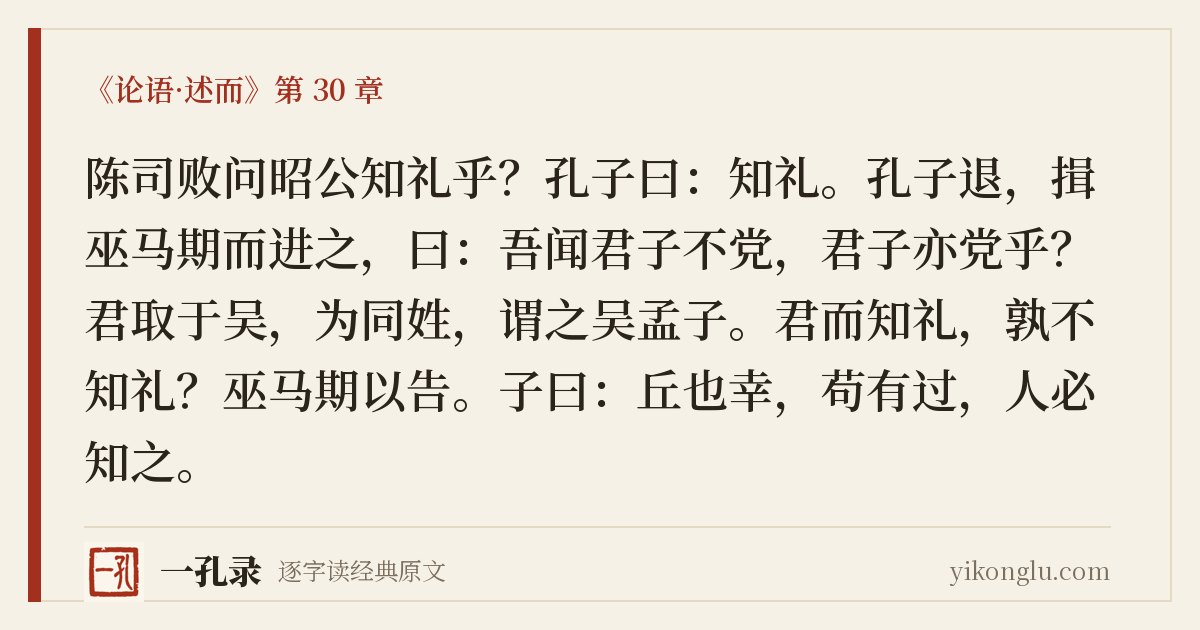 《论语·述而》第 30 章
陈司败问昭公知礼乎？孔子曰：知礼。孔子退，揖
巫马期而进之，曰：吾闻君子不党，君子亦党乎？
君取于吴，为同姓，谓之吴孟子。君而知礼，孰不
知礼？巫马期以告。子曰：丘也幸，苟有过，人必
知之。
一孔
一孔录 逐字读经典原文 yikonglu.com